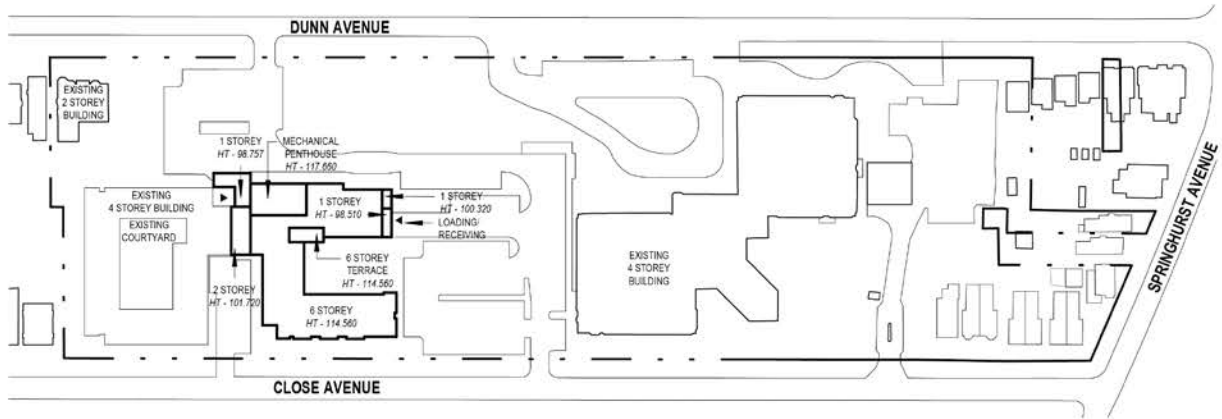 DUNN AVENUE
EXISTING
2 STOREY
BUILDING
1 STOREY
HT - 98.757
MECHANICAL
PENTHOUSE
HT - 117.660
EXISTING
4 STOREY BUILDING
EXISTING
COURTYARD
1 STOREY
HT - 98.510
1 STOREY
HT - 100.320
LOADING/
RECEIVING
2 STOREY
HT - 101.720
6 STOREY
TERRACE
HT - 114.560
6 STOREY
HT - 114.560
EXISTING
4 STOREY
BUILDING
SPRINGHURST AVENUE
CLOSE AVENUE